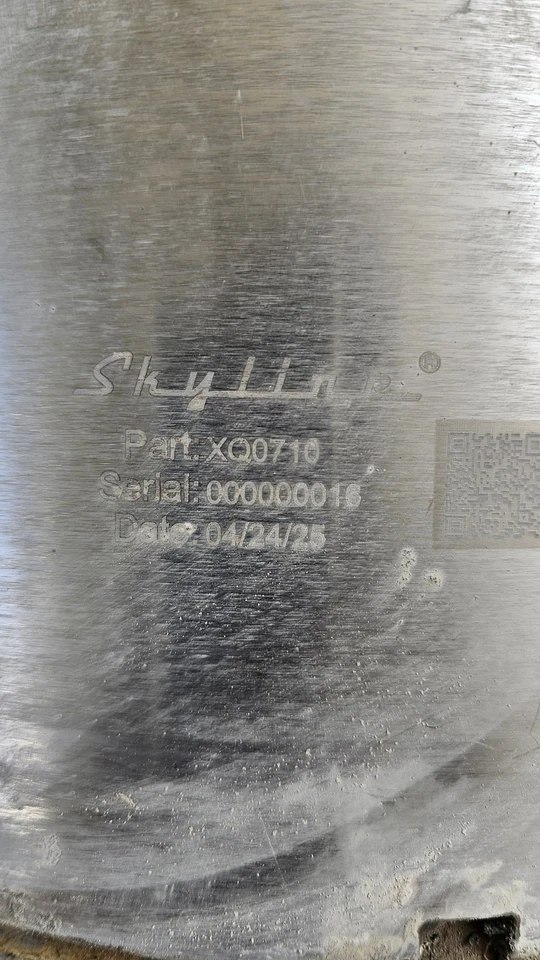 Skyline®
Part: XQ0710
Serial: 000000016
Date: 04/24/25